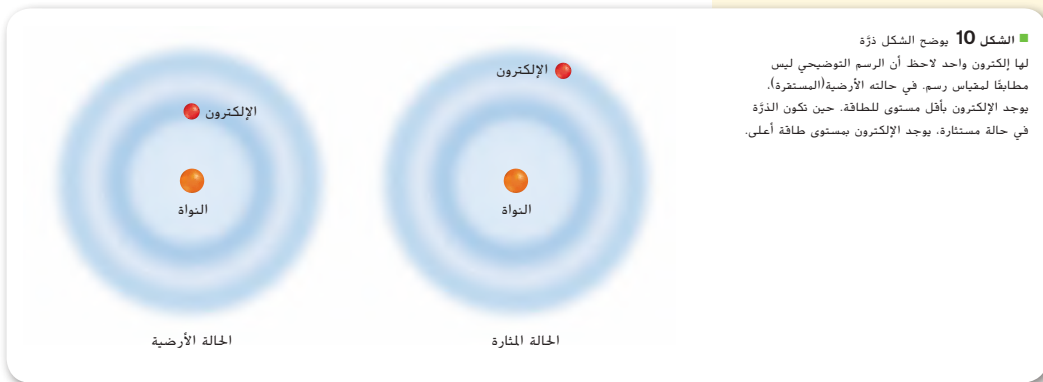 الشكل 10 يوضح الشكل ذرَّة
لها إلكترون واحد لاحظ أن الرسم التوضيحي ليس
مطابقًا لمقياس رسم. في حالته الأرضية(المستقرة)،
يوجد الإلكترون بأقل مستوى للطاقة. حين تكون الذرَّة
في حالة مستثارة، يوجد الإلكترون بمستوى طاقة أعلى.
الإلكترون
النواة
الحالة المثارة
الإلكترون
النواة
الحالة الأرضية